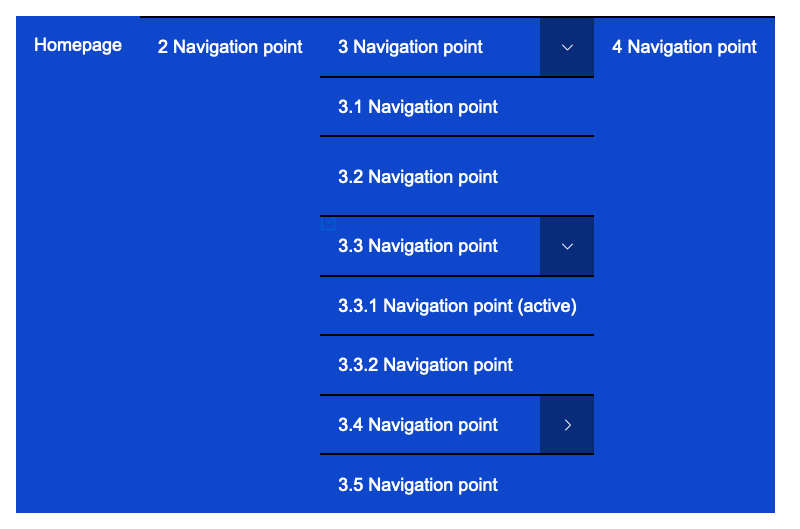 Homepage
2 Navigation point
3 Navigation point
4 Navigation point
3.1 Navigation point
3.2 Navigation point
3.3 Navigation point
3.3.1 Navigation point (active)
3.3.2 Navigation point
3.4 Navigation point
3.5 Navigation point